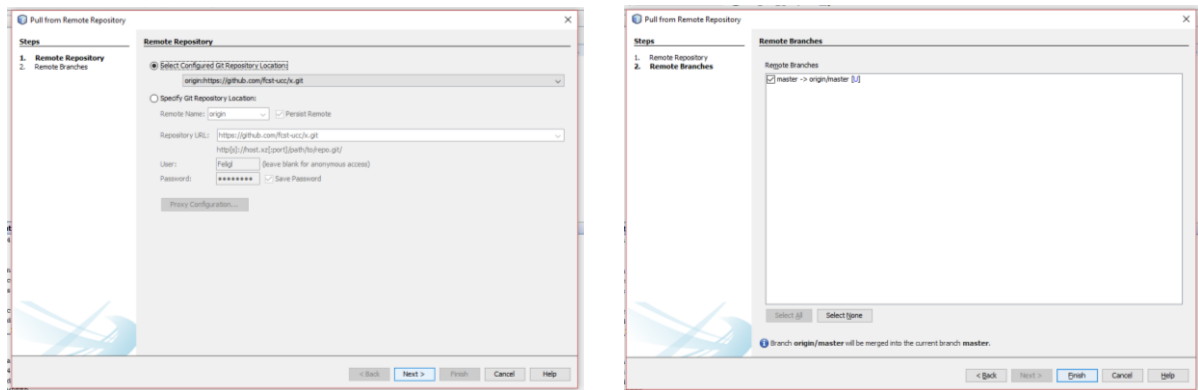 Pull from Remote Repository
Steps
1. Remote Repository
2. Remote Branches
Remote Repository
Select Configured Git Repository Location:
origin:https://github.com/fcst-ucc/x.git
Specify Git Repository Location:
Remote Name: origin Persist Remote
Repository URL: https://github.com/fcst-ucc/x.git
http[s]://host.xz[:port]/path/to/repo.git/
User: Feligl (leave blank for anonymous access)
Password: ●●●●●●●● Save Password
Proxy Configuration...
< Back Next > Finish Cancel Help
Pull from Remote Repository
Steps
1. Remote Repository
2. Remote Branches
Remote Branches
Remote Branches
master -> origin/master [U]
Select All Select None
Branch origin/master will be merged into the current branch master.
< Back Next > Finish Cancel Help